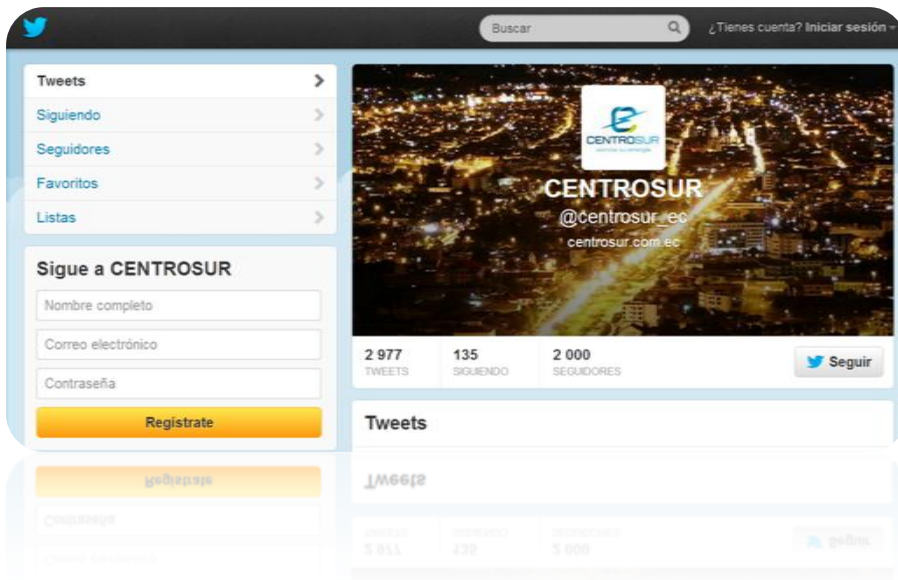 Buscar
¿Tienes cuenta? Iniciar sesión
Tweets
Siguiendo
Seguidores
Favoritos
Listas
Sigue a CENTROSUR
Nombre completo
Correo electrónico
Contraseña
Regístrate
CENTROSUR
CENTROSUR
@centrosur_ec
centrosur.com.ec
2 977 135 2 000
TWEETS SIGUIENDO SEGUIDORES
Seguir
Tweets